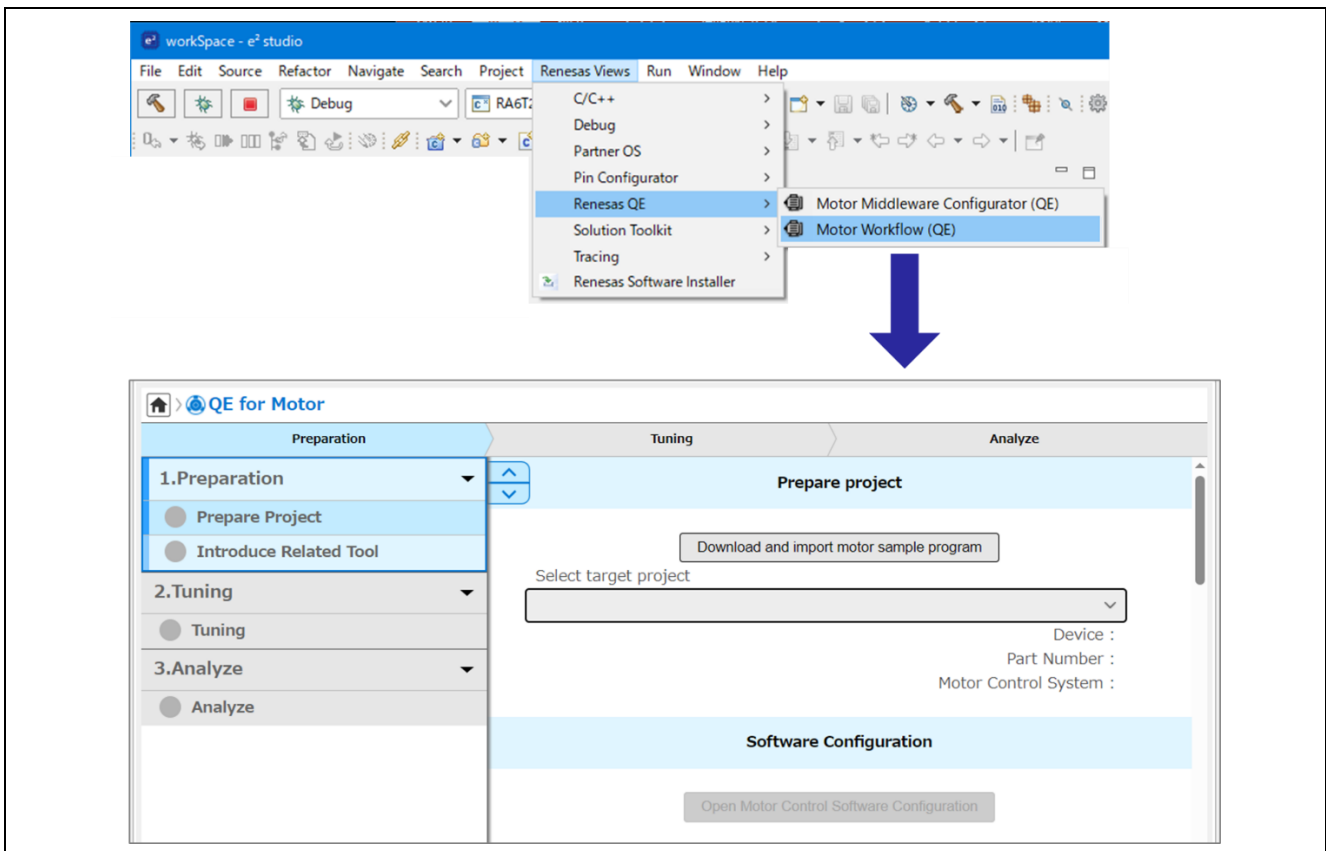 workSpace - e² studio
File Edit Source Refactor Navigate Search Project Renesas Views Run Window Help
Debug
C/C++
Debug
Partner OS
Pin Configurator
Renesas QE
Solution Toolkit
Tracing
Renesas Software Installer
Motor Middleware Configurator (QE)
Motor Workflow (QE)
QE for Motor
Preparation Tuning Analyze
1.Preparation
Prepare Project
Introduce Related Tool
2.Tuning
Tuning
3.Analyze
Analyze
Prepare project
Download and import motor sample program
Select target project
Device :
Part Number :
Motor Control System :
Software Configuration
Open Motor Control Software Configuration